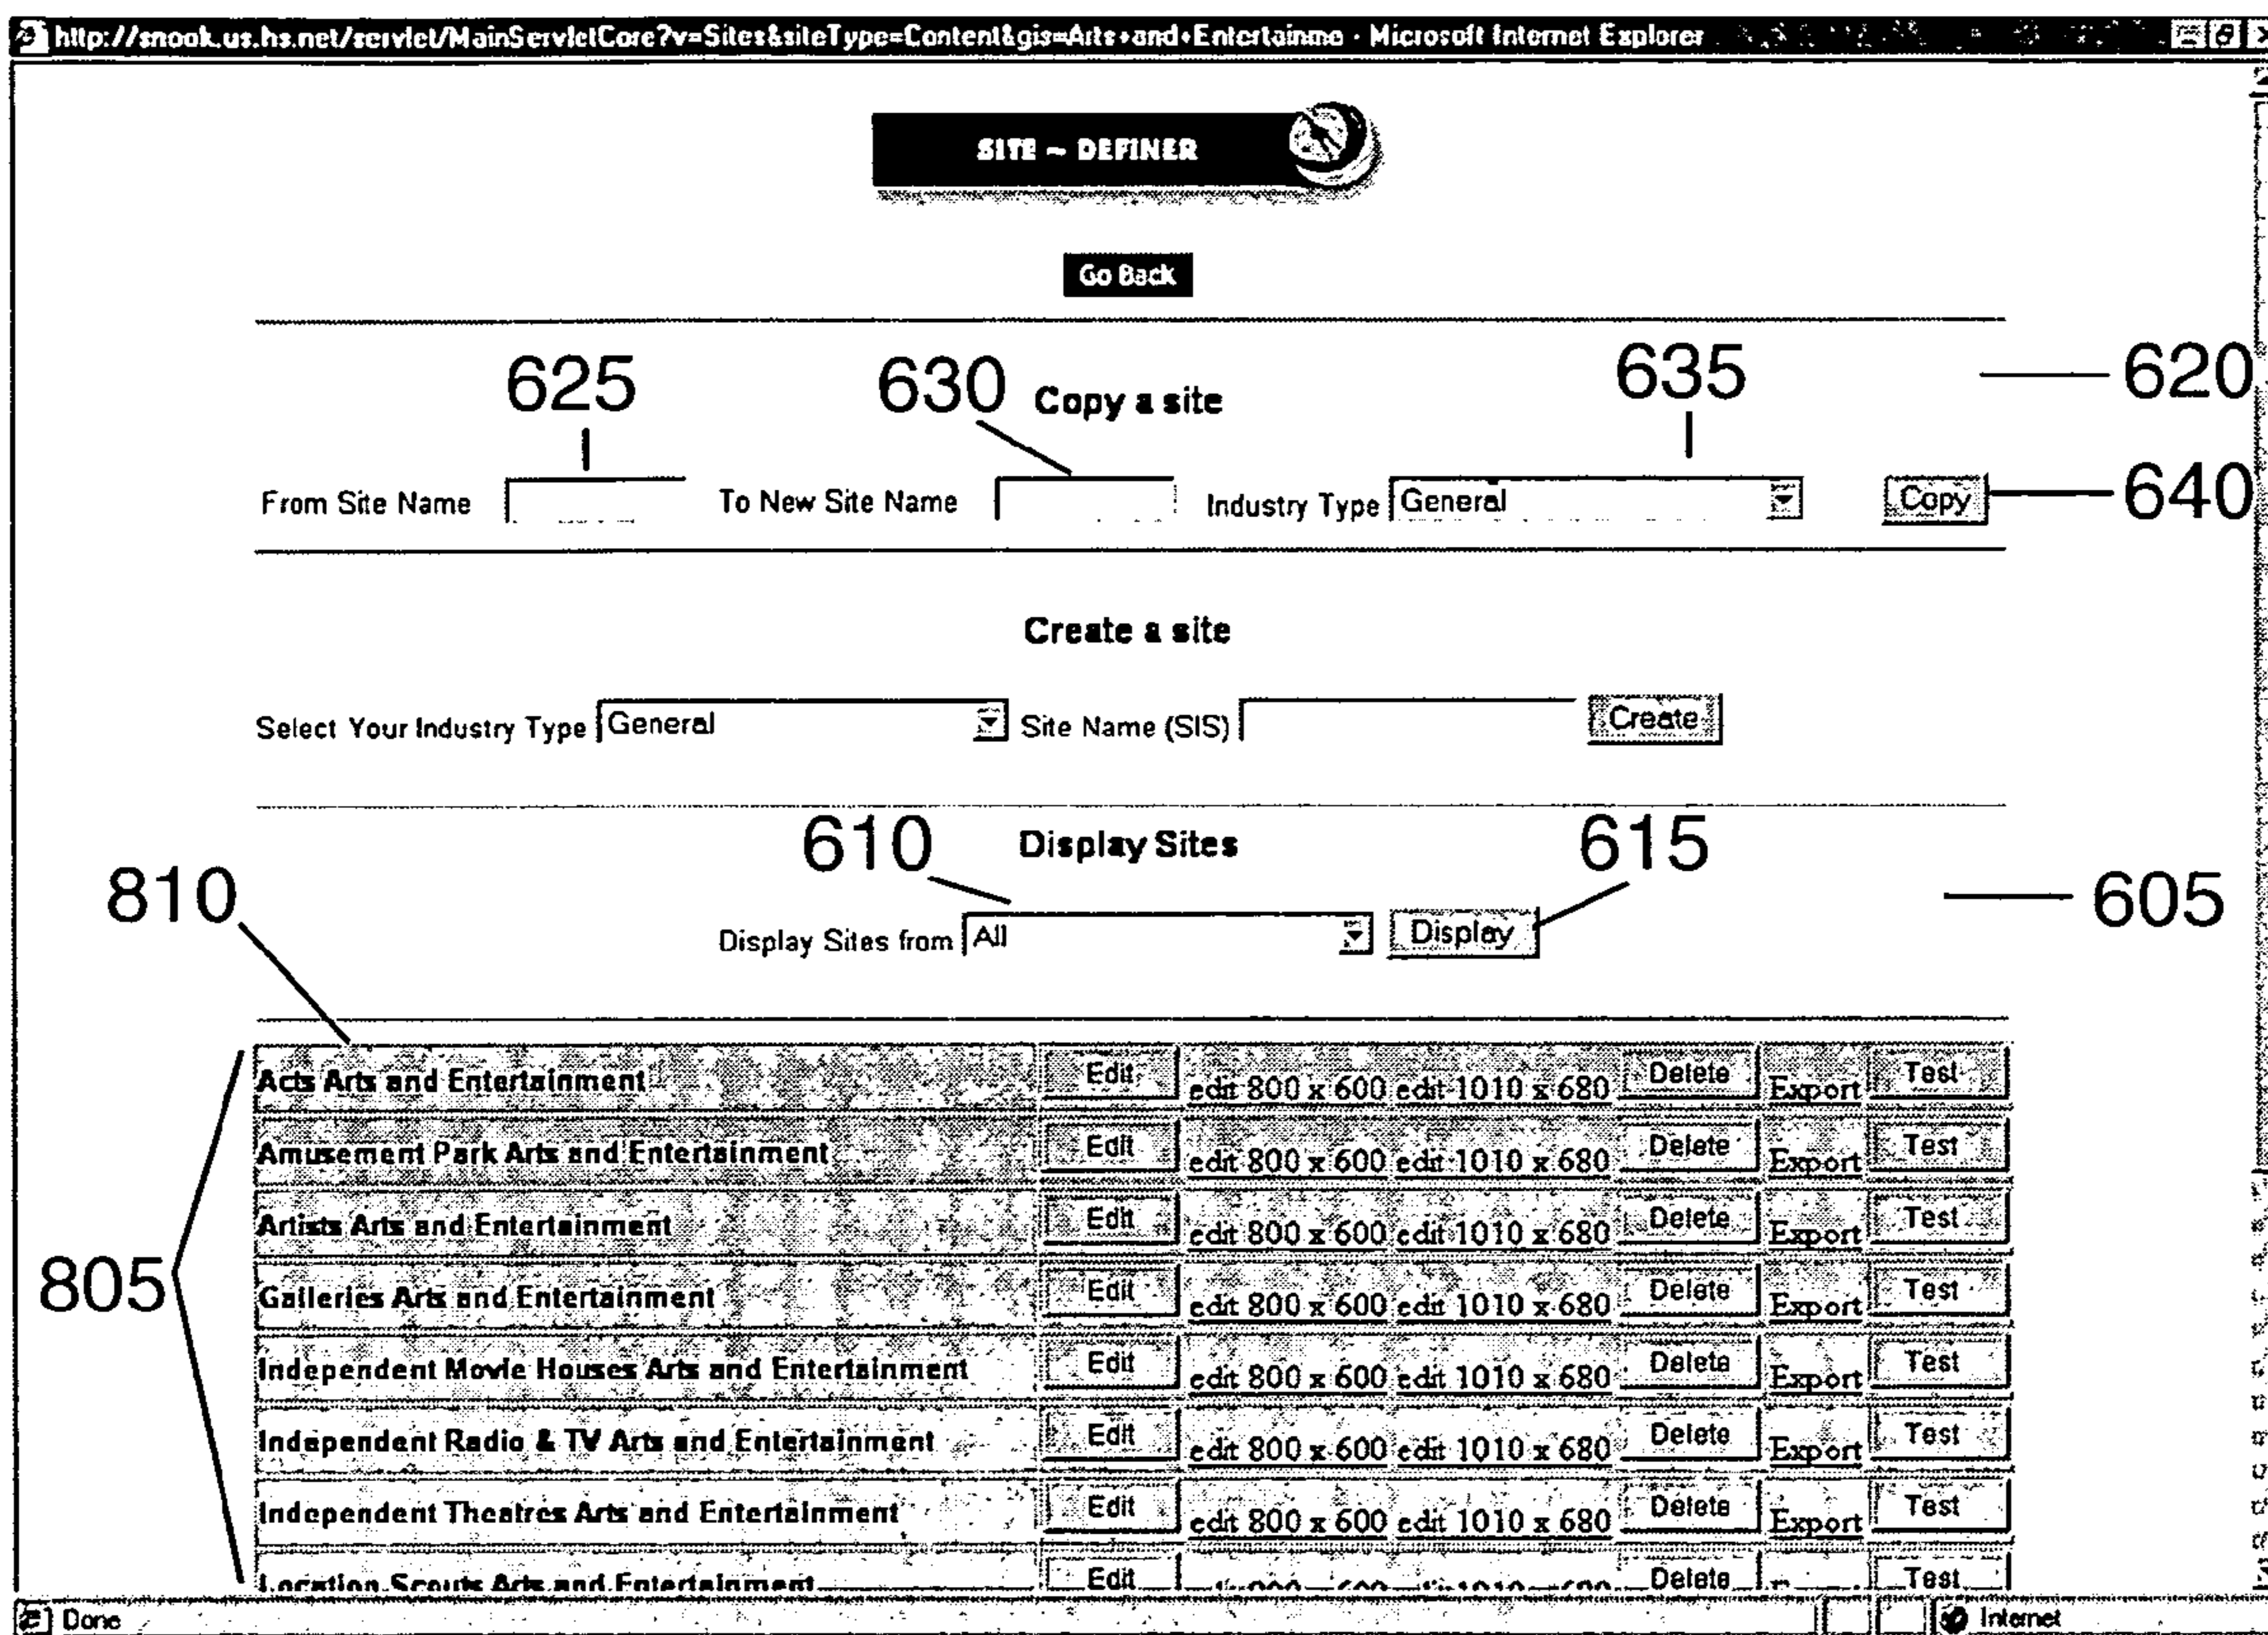 http://snook.us.hs.net/servlet/MainServletCore?v=Sites&siteType=Content&gis=Arts+and+Entertainme - Microsoft Internet Explorer
SITE ~ DEFINER
Go Back
625 630 Copy a site 635 620
From Site Name To New Site Name Industry Type General Copy 640
Create a site
Select Your Industry Type General Site Name (SIS) Create
610 Display Sites 615
810 605
Display Sites from All Display
Acts Arts and Entertainment Edit edit 800 x 600 edit 1010 x 680 Delete Export Test
Amusement Park Arts and Entertainment Edit edit 800 x 600 edit 1010 x 680 Delete Export Test
Artists Arts and Entertainment Edit edit 800 x 600 edit 1010 x 680 Delete Export Test
805 Galleries Arts and Entertainment Edit edit 800 x 600 edit 1010 x 680 Delete Export Test
Independent Movie Houses Arts and Entertainment Edit edit 800 x 600 edit 1010 x 680 Delete Export Test
Independent Radio & TV Arts and Entertainment Edit edit 800 x 600 edit 1010 x 680 Delete Export Test
Independent Theatres Arts and Entertainment Edit edit 800 x 600 edit 1010 x 680 Delete Export Test
Location Scouts Arts and Entertainment Edit Delete Test
Done Internet